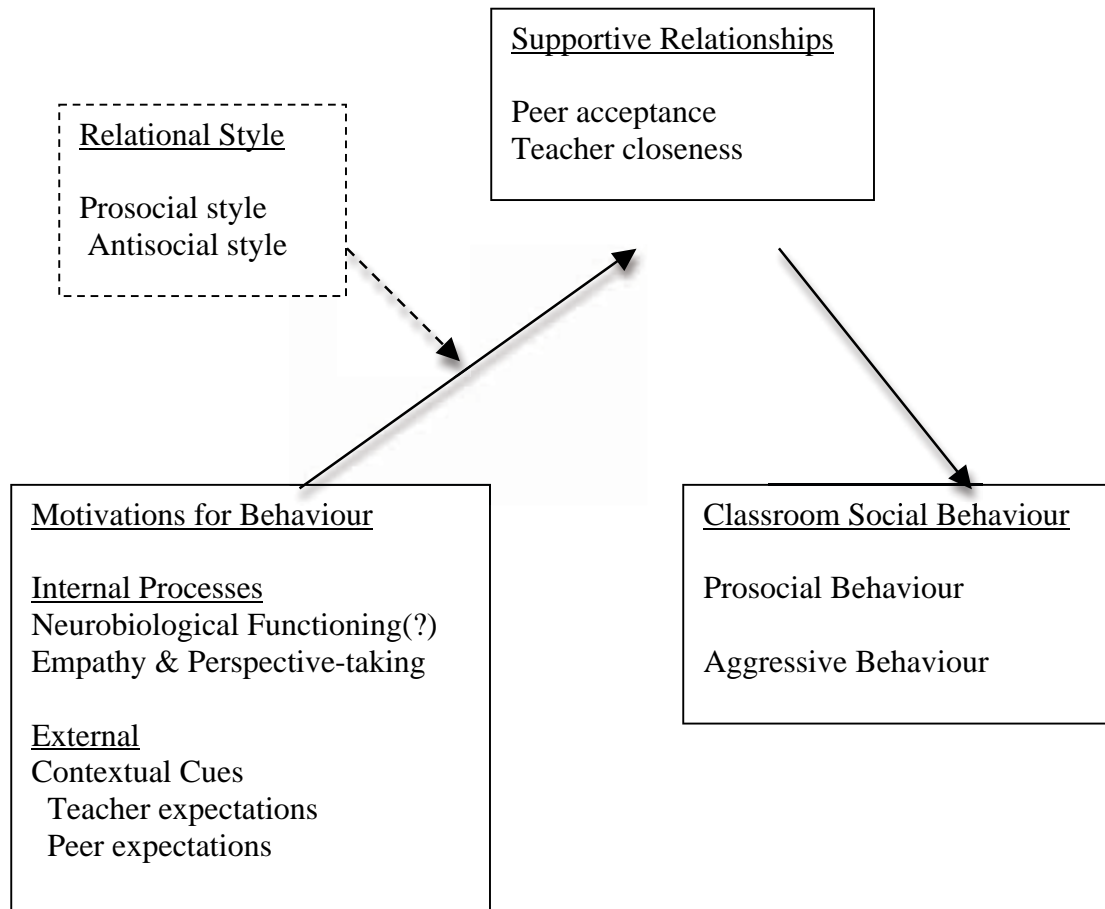 Supportive Relationships
Peer acceptance
Teacher closeness
Relational Style
Prosocial style
Antisocial style
Motivations for Behaviour
Internal Processes
Neurobiological Functioning(?)
Empathy & Perspective-taking
External
Contextual Cues
Teacher expectations
Peer expectations
Classroom Social Behaviour
Prosocial Behaviour
Aggressive Behaviour